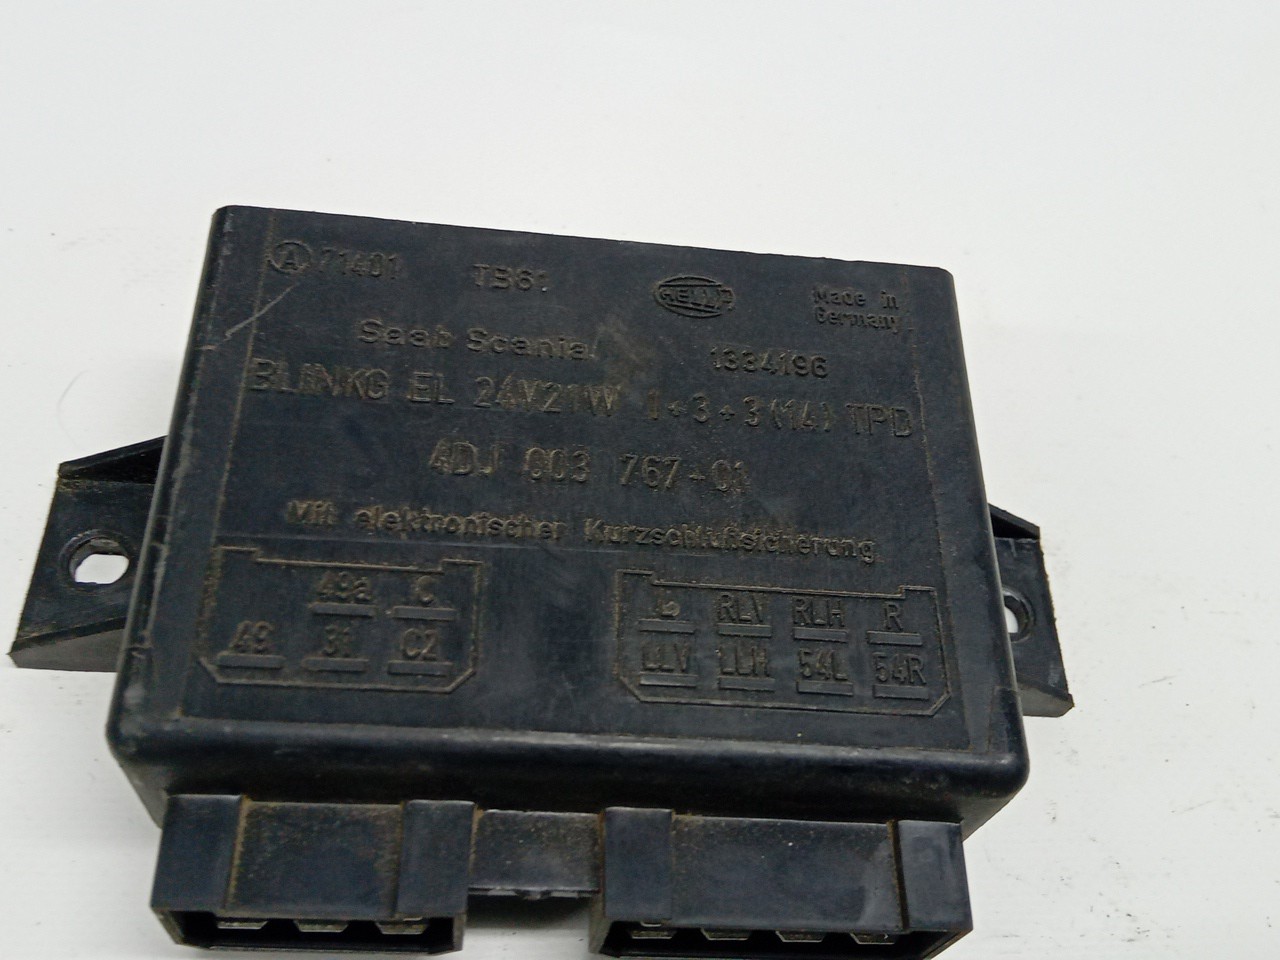 A 71401 TB61 HELLA Made in
Germany
Saab Scania 1334196
BLINKG EL 24V21W 1+3+3(14) TPD
4DJ 003 767-01
Mit elektronischer Kurzschlußsicherung
49a C
49 31 C2
L RLV RLH R
LLV LLH 54L 54R